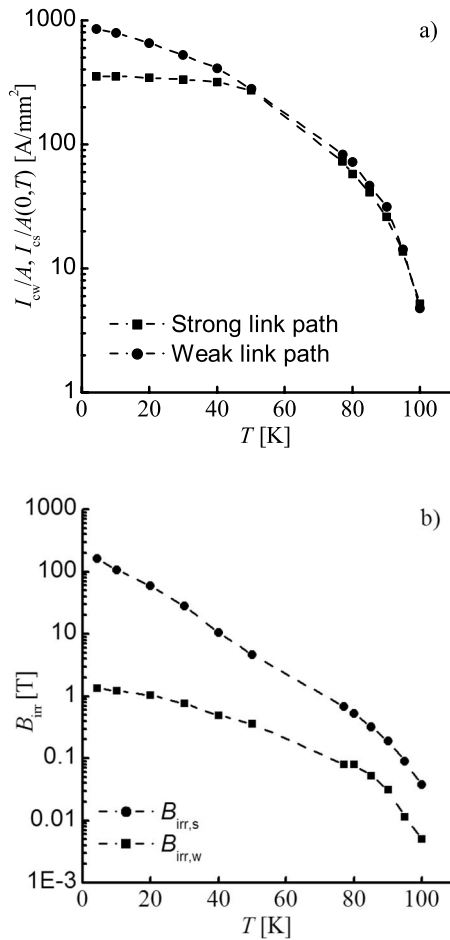 a)
1000
100
10
1
I_cw/A, I_cs/A(0,T) [A/mm²]
Strong link path
Weak link path
0 20 40 60 80 100
T [K]
b)
1000
100
10
1
0.1
0.01
1E-3
B_irr [T]
B_irr,s
B_irr,w
0 20 40 60 80 100
T [K]